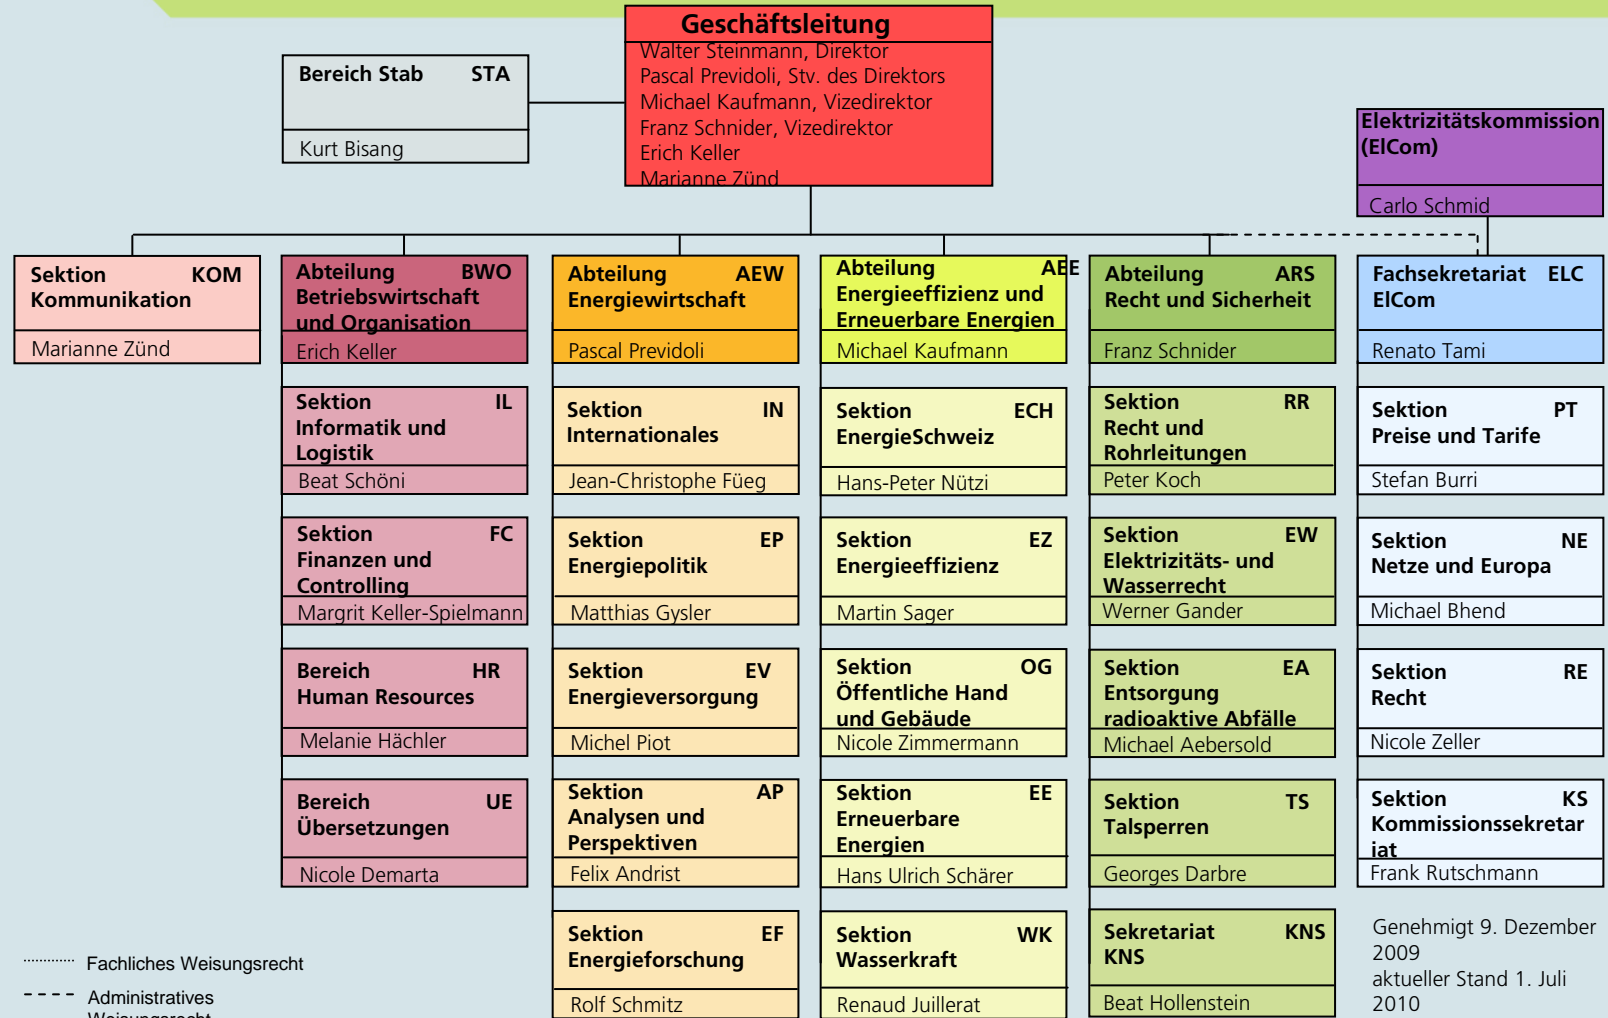 Geschäftsleitung
Walter Steinmann, Direktor
Pascal Previdoli, Stv. des Direktors
Michael Kaufmann, Vizedirektor
Franz Schnider, Vizedirektor
Erich Keller
Marianne Zünd
Bereich Stab STA
Kurt Bisang
Elektrizitätskommission
(ElCom)
Carlo Schmid
Sektion KOM
Kommunikation
Marianne Zünd
Abteilung BWO
Betriebswirtschaft
und Organisation
Erich Keller
Sektion IL
Informatik und
Logistik
Beat Schöni
Sektion FC
Finanzen und
Controlling
Margrit Keller-Spielmann
Bereich HR
Human Resources
Melanie Hächler
Bereich UE
Übersetzungen
Nicole Demarta
Abteilung AEW
Energiewirtschaft
Pascal Previdoli
Sektion IN
Internationales
Jean-Christophe Füeg
Sektion EP
Energiepolitik
Matthias Gysler
Sektion EV
Energieversorgung
Michel Piot
Sektion AP
Analysen und
Perspektiven
Felix Andrist
Sektion EF
Energieforschung
Rolf Schmitz
Abteilung AEE
Energieeffizienz und
Erneuerbare Energien
Michael Kaufmann
Sektion ECH
EnergieSchweiz
Hans-Peter Nützi
Sektion EZ
Energieeffizienz
Martin Sager
Sektion OG
Öffentliche Hand
und Gebäude
Nicole Zimmermann
Sektion EE
Erneuerbare
Energien
Hans Ulrich Schärer
Sektion WK
Wasserkraft
Renaud Juillerat
Abteilung ARS
Recht und Sicherheit
Franz Schnider
Sektion RR
Recht und
Rohrleitungen
Peter Koch
Sektion EW
Elektrizitäts- und
Wasserrecht
Werner Gander
Sektion EA
Entsorgung
radioaktive Abfälle
Michael Aebersold
Sektion TS
Talsperren
Georges Darbre
Sekretariat KNS
KNS
Beat Hollenstein
Fachsekretariat ELC
ElCom
Renato Tami
Sektion PT
Preise und Tarife
Stefan Burri
Sektion NE
Netze und Europa
Michael Bhend
Sektion RE
Recht
Nicole Zeller
Sektion KS
Kommissionssekretar
iat
Frank Rutschmann
Genehmigt 9. Dezember
2009
aktueller Stand 1. Juli
2010
Fachliches Weisungsrecht
Administratives
Weisungsrecht